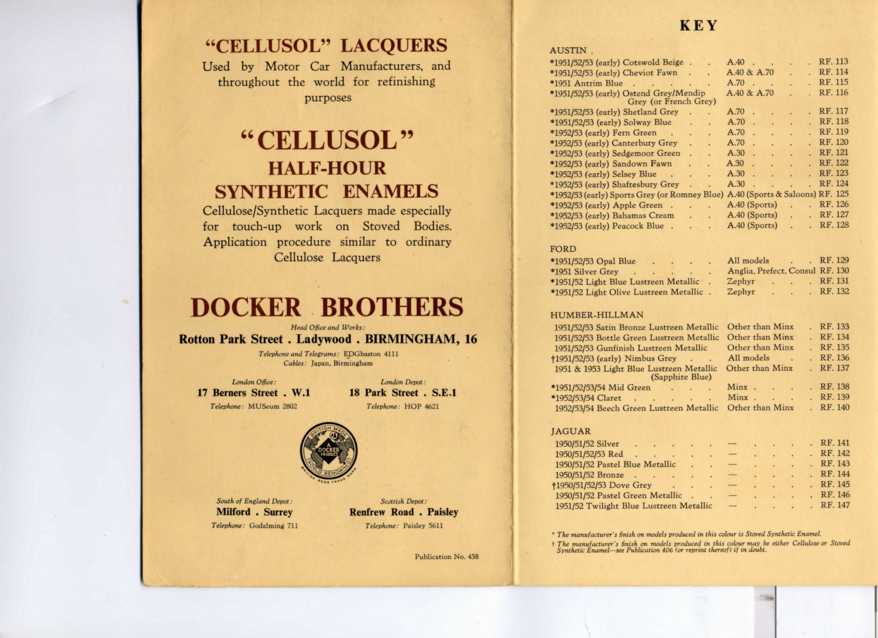 "CELLUSOL" LACQUERS
Used by Motor Car Manufacturers, and
throughout the world for refinishing
purposes
"CELLUSOL"
HALF-HOUR
SYNTHETIC ENAMELS
Cellulose/Synthetic Lacquers made especially
for touch-up work on Stoved Bodies.
Application procedure similar to ordinary
Cellulose Lacquers
DOCKER BROTHERS
Head Office and Works:
Rotton Park Street . Ladywood . BIRMINGHAM, 16
Telephone and Telegrams: EDGbaston 4111
Cables: Japan, Birmingham
London Office:
17 Berners Street . W.1
Telephone: MUSeum 2802
London Depot:
18 Park Street . S.E.1
Telephone: HOP 4621
A
DOCKER
PRODUCT
South of England Depot:
Milford . Surrey
Telephone: Godalming 711
Scottish Depot:
Renfrew Road . Paisley
Telephone: Paisley 5611
Publication No. 458
KEY
AUSTIN .
*1951/52/53 (early) Cotswold Beige . . A.40 . . . . RF. 113
*1951/52/53 (early) Cheviot Fawn . . A.40 & A.70 . . RF. 114
*1951 Antrim Blue . . . . . A.70 . . . . RF. 115
*1951/52/53 (early) Ostend Grey/Mendip A.40 & A.70 . . RF. 116
Grey (or French Grey)
*1951/52/53 (early) Shetland Grey . . A.70 . . . . RF. 117
*1951/52/53 (early) Solway Blue . . A.70 . . . . RF. 118
*1952/53 (early) Fern Green . . . A.70 . . . . RF. 119
*1952/53 (early) Canterbury Grey . . A.70 . . . . RF. 120
*1952/53 (early) Sedgemoor Green . . A.30 . . . . RF. 121
*1952/53 (early) Sandown Fawn . . A.30 . . . . RF. 122
*1952/53 (early) Selsey Blue . . . A.30 . . . . RF. 123
*1952/53 (early) Shaftesbury Grey . . A.30 . . . . RF. 124
*1952/53 (early) Sports Grey (or Romney Blue) A.40 (Sports & Saloons) RF. 125
*1952/53 (early) Apple Green . . . A.40 (Sports) . . RF. 126
*1952/53 (early) Bahamas Cream . . A.40 (Sports) . . RF. 127
*1952/53 (early) Peacock Blue . . . A.40 (Sports) . . RF. 128
FORD
*1951/52/53 Opal Blue . . . . All models . . RF. 129
*1951 Silver Grey . . . . . Anglia, Prefect, Consul RF. 130
*1951/52 Light Blue Lustreen Metallic . Zephyr . . . RF. 131
*1951/52 Light Olive Lustreen Metallic . Zephyr . . . RF. 132
HUMBER-HILLMAN
1951/52/53 Satin Bronze Lustreen Metallic Other than Minx . RF. 133
1951/52/53 Bottle Green Lustreen Metallic Other than Minx . RF. 134
1951/52/53 Gunfinish Lustreen Metallic Other than Minx . RF. 135
†1951/52/53 (early) Nimbus Grey . . All models . . RF. 136
1951 & 1953 Light Blue Lustreen Metallic Other than Minx . RF. 137
(Sapphire Blue)
*1951/52/53/54 Mid Green . . . Minx . . . . RF. 138
*1952/53/54 Claret . . . . . Minx . . . . RF. 139
1952/53/54 Beech Green Lustreen Metallic Other than Minx . RF. 140
JAGUAR
1950/51/52 Silver . . . . . — . . . . RF. 141
1950/51/52/53 Red . . . . . — . . . . RF. 142
1950/51/52 Pastel Blue Metallic . . — . . . . RF. 143
1950/51/52 Bronze . . . . . — . . . . RF. 144
†1950/51/52/53 Dove Grey . . . — . . . . RF. 145
1950/51/52 Pastel Green Metallic . . — . . . . RF. 146
1951/52 Twilight Blue Lustreen Metallic — . . . . RF. 147
* The manufacturer's finish on models produced in this colour is Stoved Synthetic Enamel.
† The manufacturer's finish on models produced in this colour may be either Cellulose or Stoved
Synthetic Enamel—see Publication 406 (or reprint thereof) if in doubt.